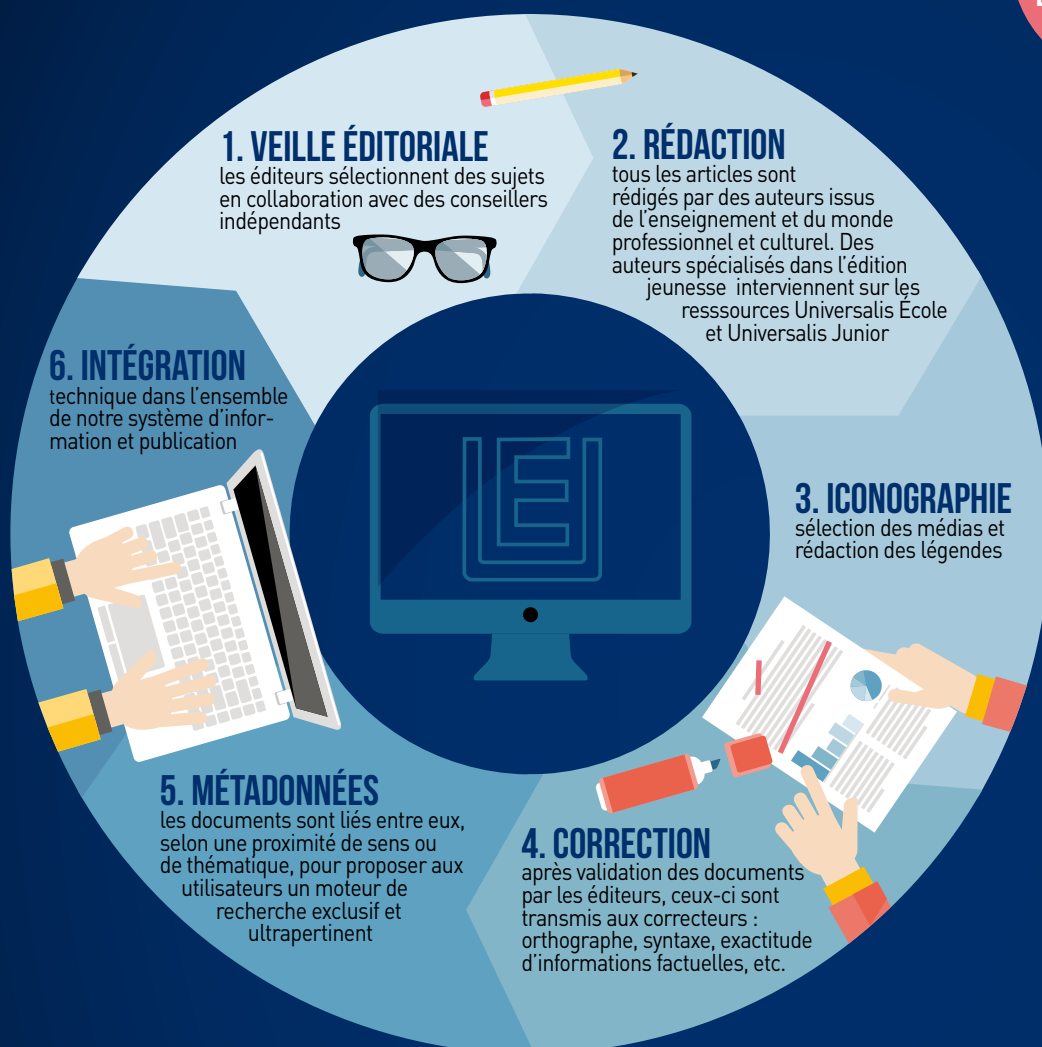 1. VEILLE ÉDITORIALE
les éditeurs sélectionnent des sujets
en collaboration avec des conseillers
indépendants
2. RÉDACTION
tous les articles sont
rédigés par des auteurs issus
de l'enseignement et du monde
professionnel et culturel. Des
auteurs spécialisés dans l'édition
jeunesse interviennent sur les
resssources Universalis École
et Universalis Junior
3. ICONOGRAPHIE
sélection des médias et
rédaction des légendes
4. CORRECTION
après validation des documents
par les éditeurs, ceux-ci sont
transmis aux correcteurs :
orthographe, syntaxe, exactitude
d'informations factuelles, etc.
5. MÉTADONNÉES
les documents sont liés entre eux,
selon une proximité de sens ou
de thématique, pour proposer aux
utilisateurs un moteur de
recherche exclusif et
ultrapertinent
6. INTÉGRATION
technique dans l'ensemble
de notre système d'infor-
mation et publication